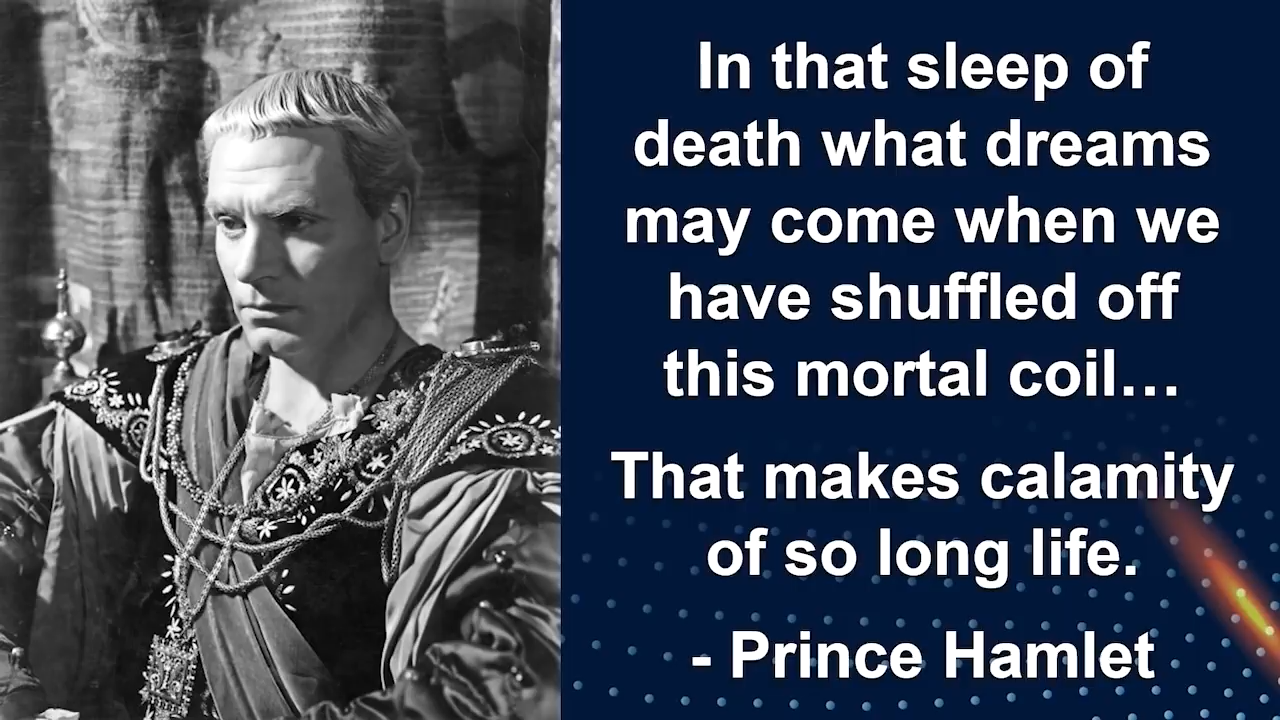 In that sleep of
death what dreams
may come when we
have shuffled off
this mortal coil…
That makes calamity
of so long life.
- Prince Hamlet